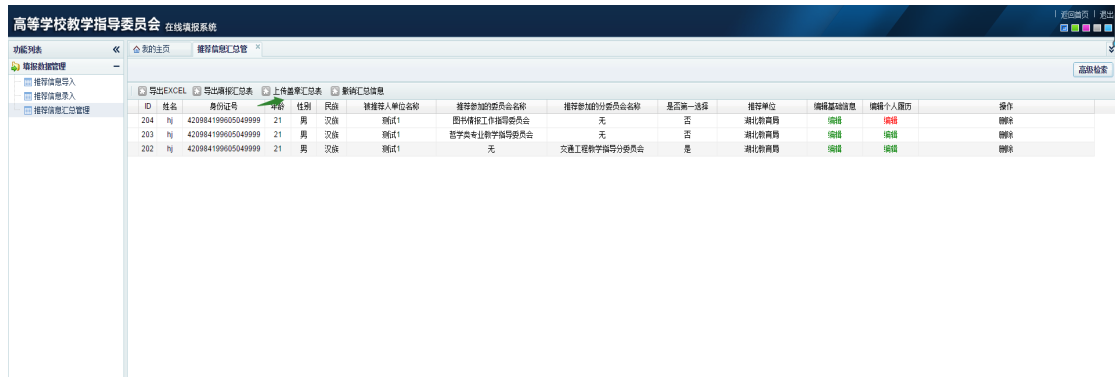 高等学校教学指导委员会 在线填报系统
返回首页 退出
功能列表
填报数据管理
推荐信息导入
推荐信息录入
推荐信息汇总管理
我的主页 推荐信息汇总管
高级检索
导出EXCEL 导出填报汇总表 上传盖章汇总表 撤销汇总信息
ID 姓名 身份证号 年龄 性别 民族 被推荐人单位名称 推荐参加的委员会名称 推荐参加的分委员会名称 是否第一选择 推荐单位 编辑基础信息 编辑个人履历 操作
204 hj 420984199605049999 21 男 汉族 测试1 图书情报工作指导委员会 无 否 湖北教育局 编辑 编辑 删除
203 hj 420984199605049999 21 男 汉族 测试1 哲学类专业教学指导委员会 无 否 湖北教育局 编辑 编辑 删除
202 hj 420984199605049999 21 男 汉族 测试1 无 交通工程教学指导分委员会 是 湖北教育局 编辑 编辑 删除